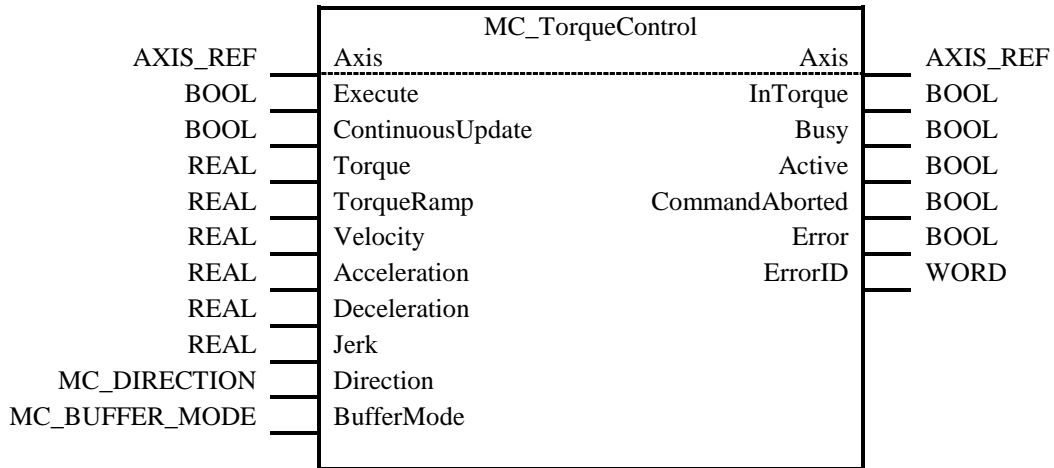 MC_TorqueControl
AXIS_REF Axis Axis AXIS_REF
BOOL Execute InTorque BOOL
BOOL ContinuousUpdate Busy BOOL
REAL Torque Active BOOL
REAL TorqueRamp CommandAborted BOOL
REAL Velocity Error BOOL
REAL Acceleration ErrorID WORD
REAL Deceleration
REAL Jerk
MC_DIRECTION Direction
MC_BUFFER_MODE BufferMode